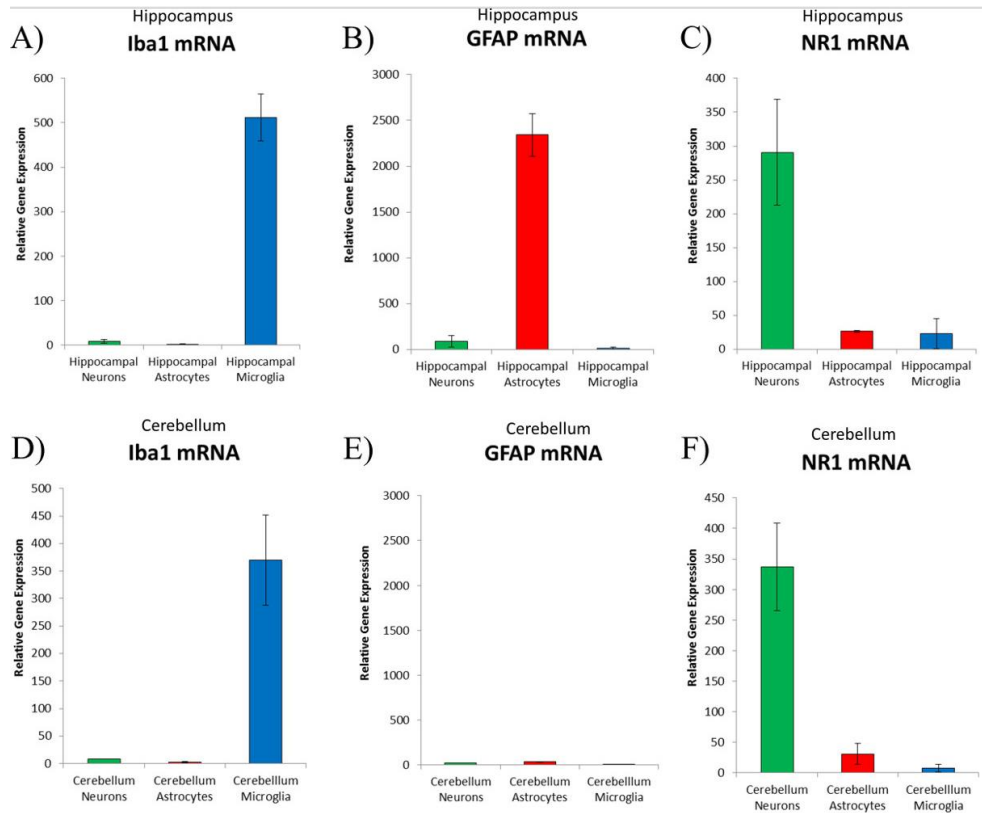 Hippocampus
A)
Iba1 mRNA
Relative Gene Expression
600
500
400
300
200
100
0
Hippocampal Hippocampal Hippocampal
Neurons Astrocytes Microglia
Hippocampus
B)
GFAP mRNA
Relative Gene Expression
3000
2500
2000
1500
1000
500
0
Hippocampal Hippocampal Hippocampal
Neurons Astrocytes Microglia
Hippocampus
C)
NR1 mRNA
Relative Gene Expression
400
350
300
250
200
150
100
50
0
Hippocampal Hippocampal Hippocampal
Neurons Astrocytes Microglia
Cerebellum
D)
Iba1 mRNA
Relative Gene Expression
500
450
400
350
300
250
200
150
100
50
0
Cerebellum Cerebellum Cerebelllum
Neurons Astrocytes Microglia
Cerebellum
E)
GFAP mRNA
Relative Gene Expression
3000
2500
2000
1500
1000
500
0
Cerebellum Cerebellum Cerebelllum
Neurons Astrocytes Microglia
Cerebellum
F)
NR1 mRNA
Relative Gene Expression
450
400
350
300
250
200
150
100
50
0
Cerebellum Cerebellum Cerebelllum
Neurons Astrocytes Microglia